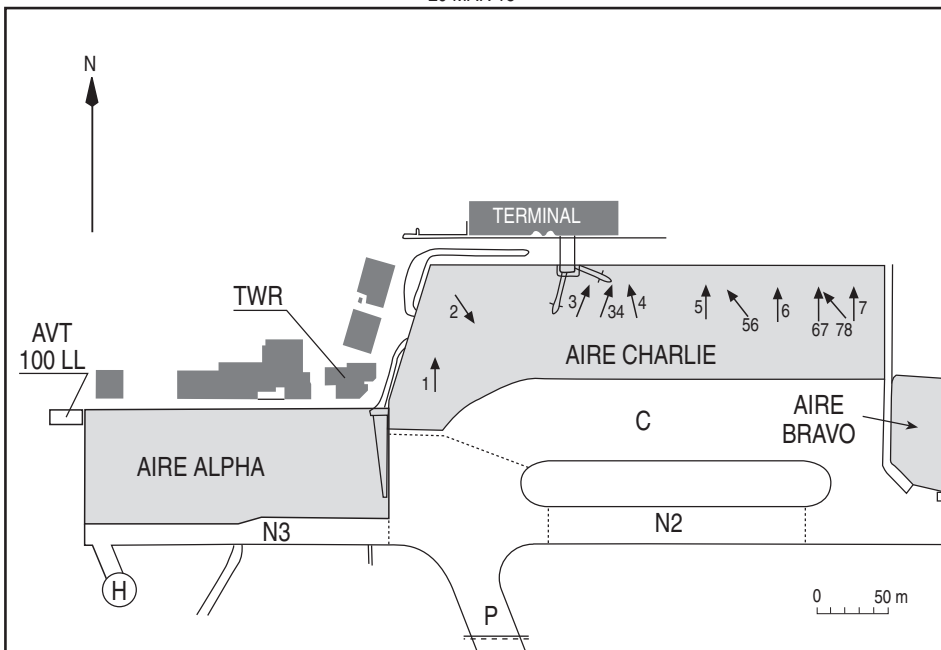 N
TERMINAL
TWR
AVT
100 LL
2
3
34
4
5
56
6
67
78
7
1
AIRE CHARLIE
AIRE
BRAVO
C
AIRE ALPHA
N3
N2
H
P
0
50 m